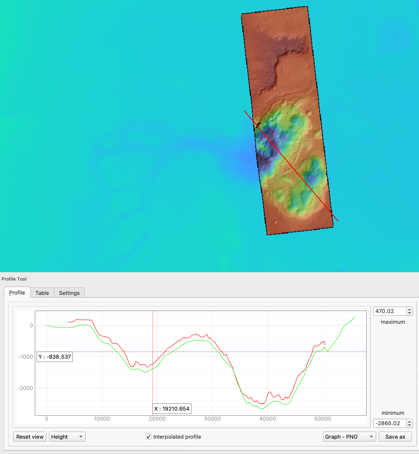 Profile Tool
Profile Table Settings
470.02
maximum
0
-1000
-2000
Y : -838.537
X : 19210.654
0 10000 20000 30000 40000 50000
minimum
-2865.02
Reset view Height Interpolated profile Graph - PNG Save as